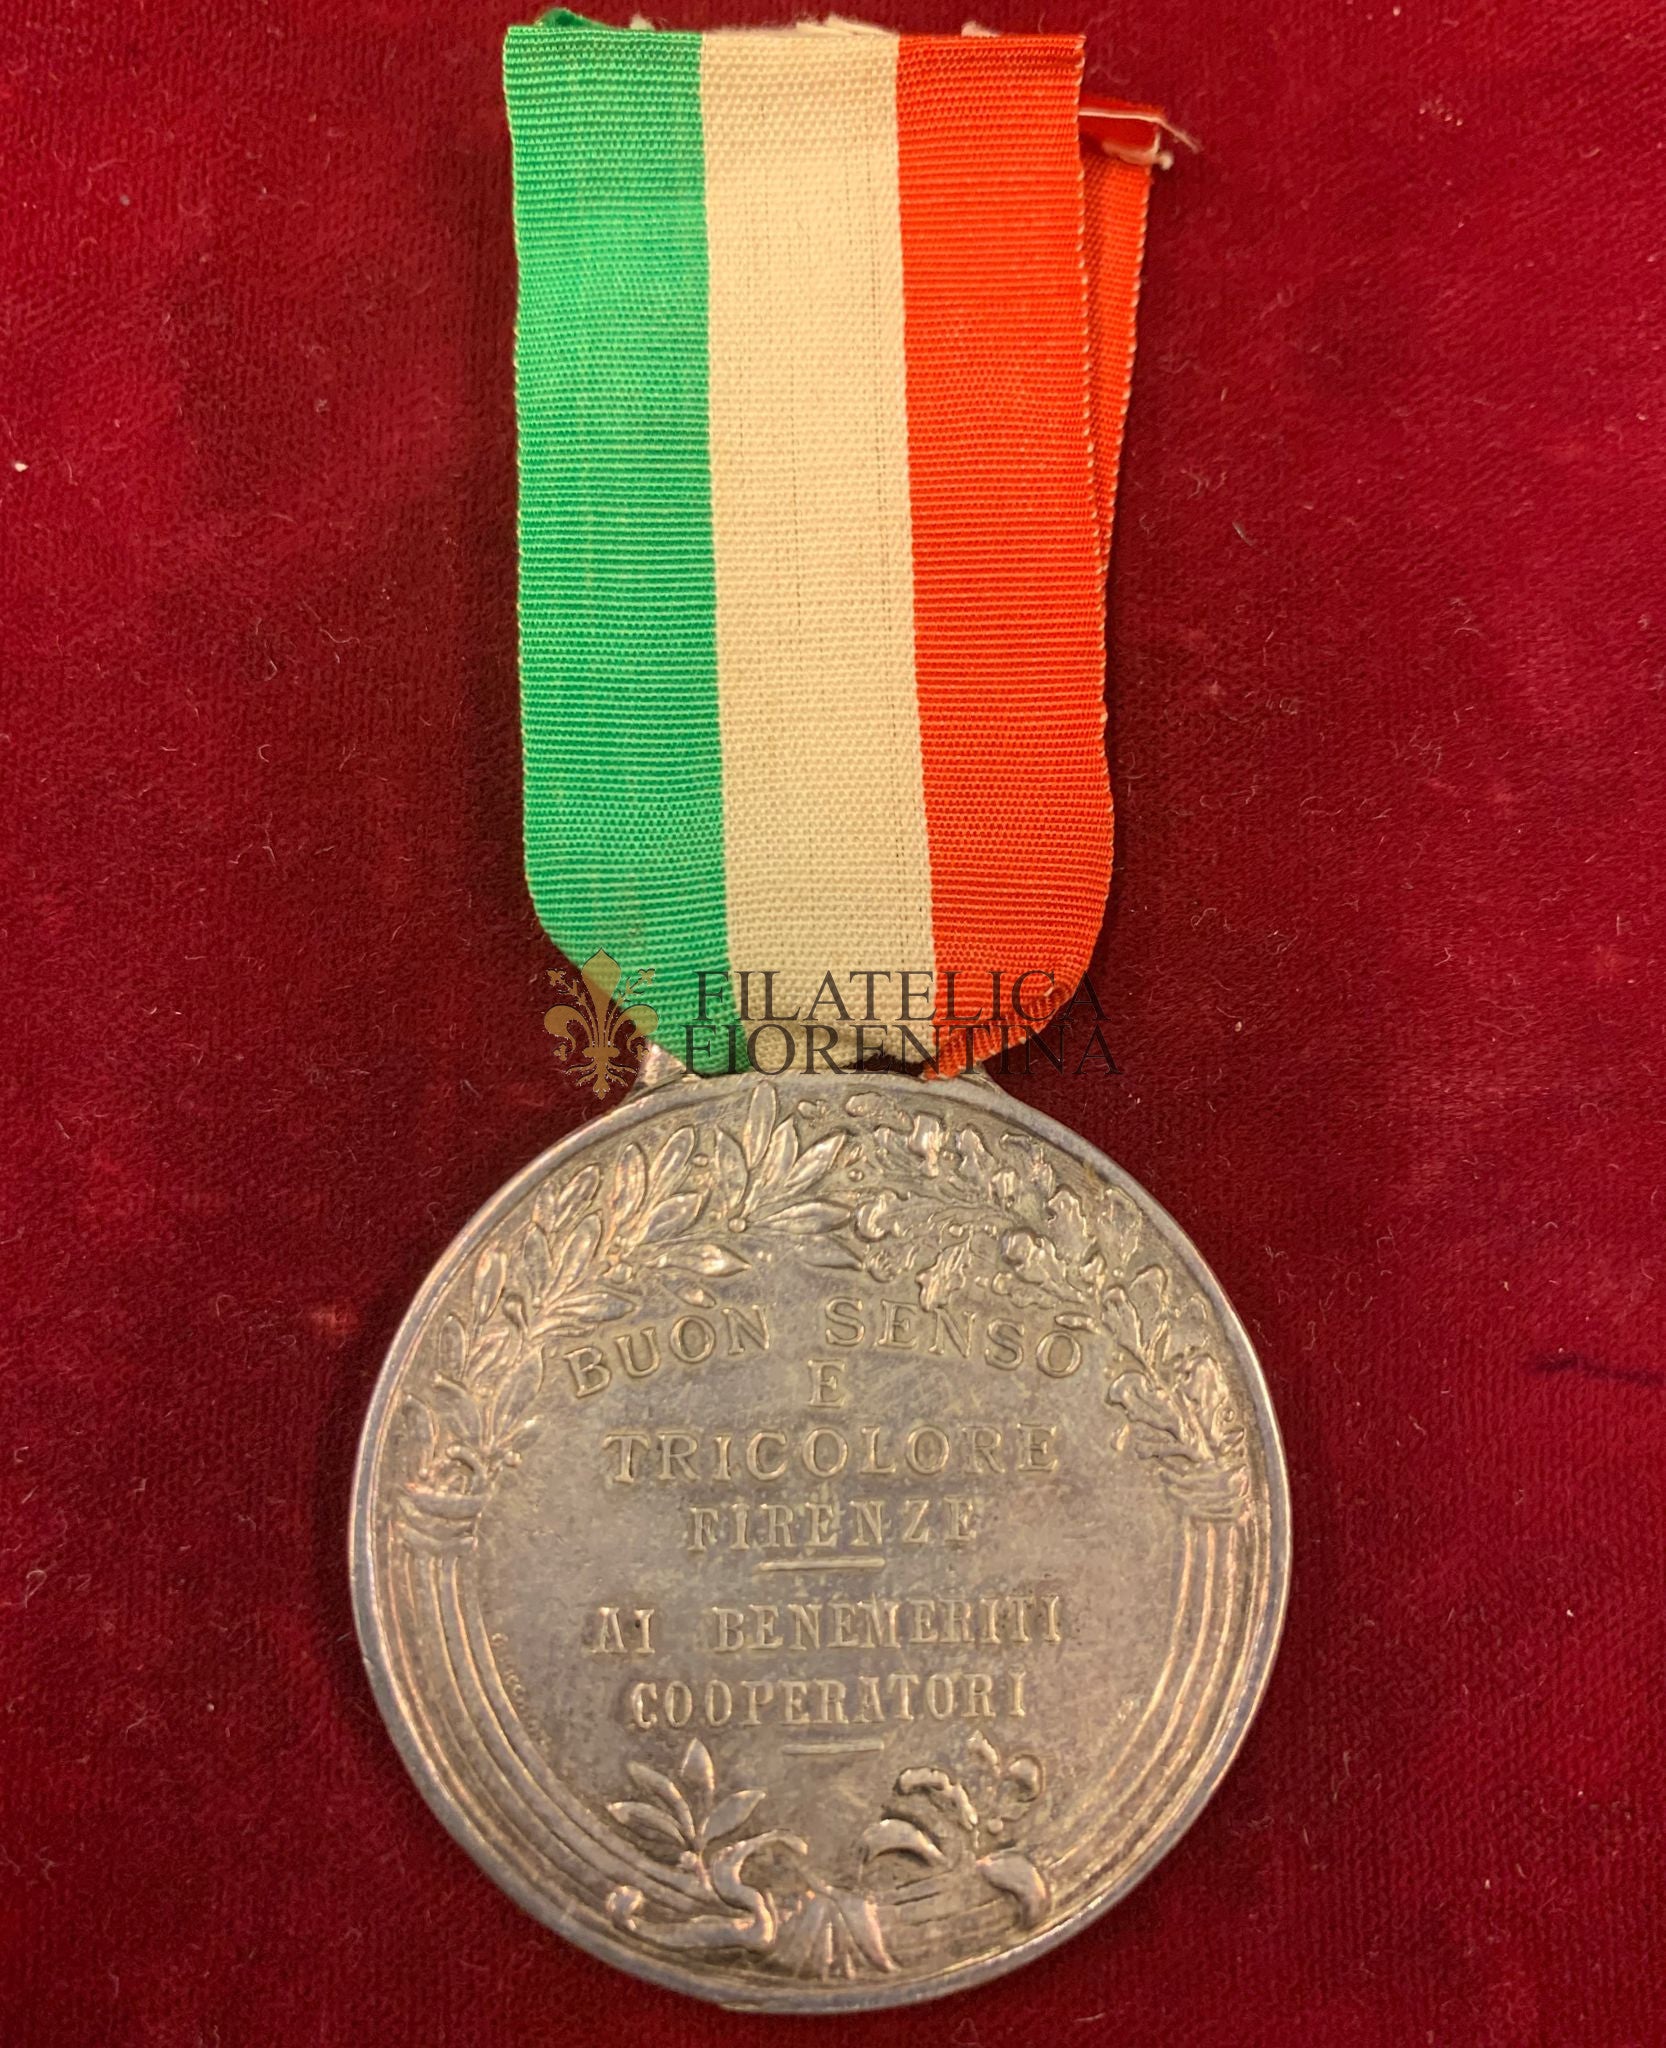 FILATELICA
FIORENTINA
BUON SENSO
E
TRICOLORE
FIRENZE
AI BENEMERITI
COOPERATORI